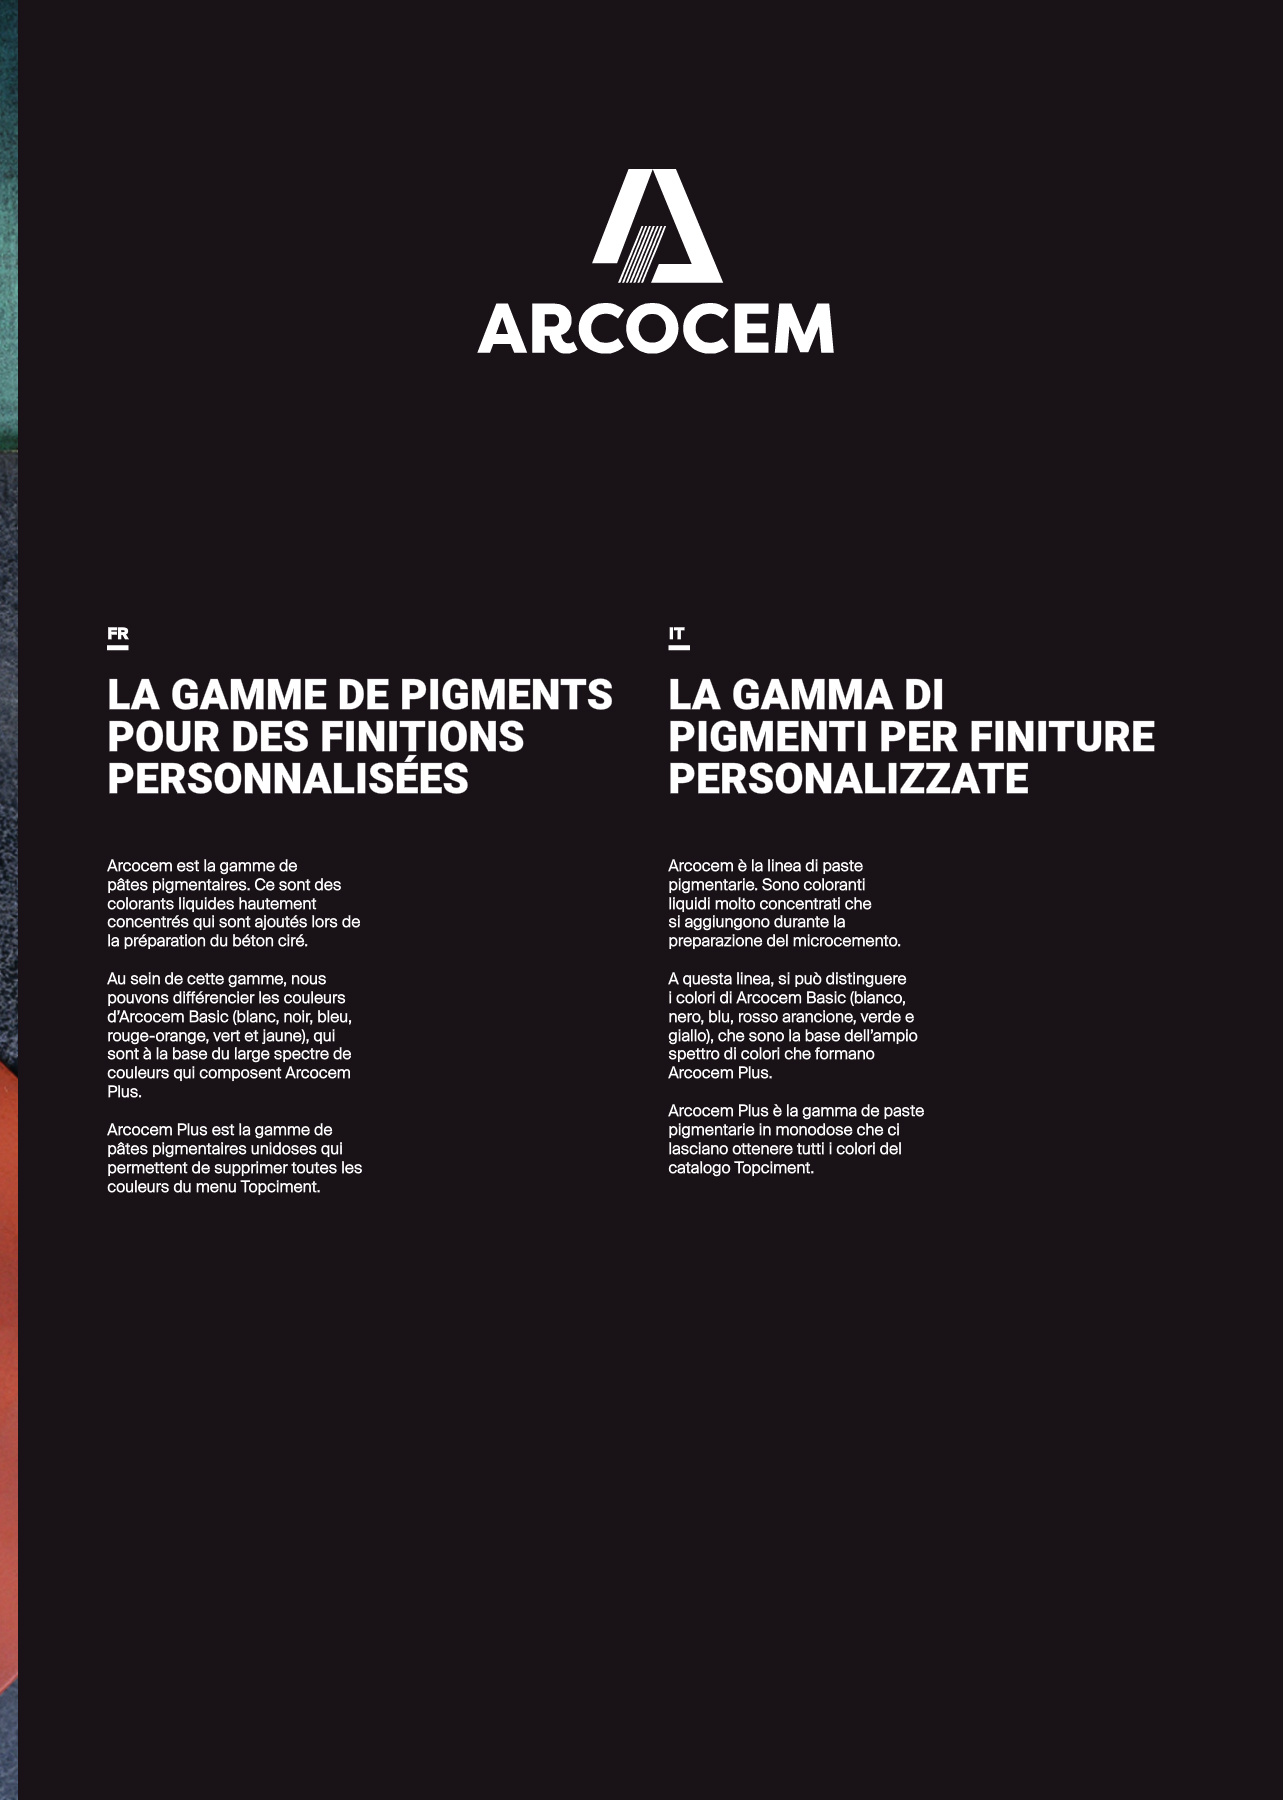 ARCOCEM
FR
LA GAMME DE PIGMENTS
POUR DES FINITIONS
PERSONNALISÉES
Arcocem est la gamme de
pâtes pigmentaires. Ce sont des
colorants liquides hautement
concentrés qui sont ajoutés lors de
la préparation du béton ciré.
Au sein de cette gamme, nous
pouvons différencier les couleurs
d’Arcocem Basic (blanc, noir, bleu,
rouge-orange, vert et jaune), qui
sont à la base du large spectre de
couleurs qui composent Arcocem
Plus.
Arcocem Plus est la gamme de
pâtes pigmentaires unidoses qui
permettent de supprimer toutes les
couleurs du menu Topciment.
IT
LA GAMMA DI
PIGMENTI PER FINITURE
PERSONALIZZATE
Arcocem è la linea di paste
pigmentarie. Sono coloranti
liquidi molto concentrati che
si aggiungono durante la
preparazione del microcemento.
A questa linea, si può distinguere
i colori di Arcocem Basic (bianco,
nero, blu, rosso arancione, verde e
giallo), che sono la base dell’ampio
spettro di colori che formano
Arcocem Plus.
Arcocem Plus è la gamma de paste
pigmentarie in monodose che ci
lasciano ottenere tutti i colori del
catalogo Topciment.